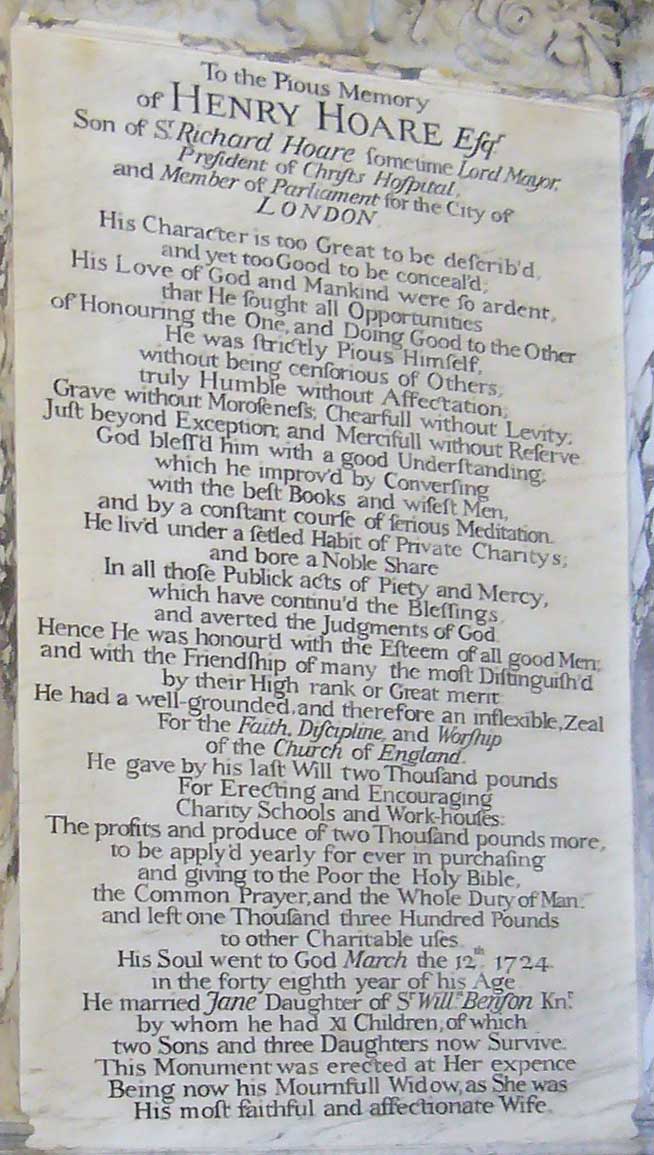 To the Pious Memory
of HENRY HOARE Eſqʳ
Son of Sʳ. Richard Hoare ſometime Lord Mayor,
Preſident of Chriſts Hoſpital,
and Member of Parliament for the City of
LONDON
His Character is too Great to be deſcrib'd,
and yet too Good to be conceal'd;
His Love of God and Mankind were ſo ardent,
that He ſought all Opportunities
of Honouring the One, and Doing Good to the Other
He was ſtrictly Pious Himſelf,
without being cenſorious of Others,
truly Humble without Affectation;
Grave without Moroſeneſs; Chearfull without Levity;
Juſt beyond Exception; and Mercifull without Reſerve
God bleſſ'd him with a good Underſtanding;
which he improv'd by Converſing
with the beſt Books and wiſeſt Men,
and by a conſtant courſe of ſerious Meditation.
He liv'd under a ſetled Habit of Private Charitys;
and bore a Noble Share
In all thoſe Publick acts of Piety and Mercy,
which have continu'd the Bleſſings,
and averted the Judgments of God.
Hence He was honour'd with the Eſteem of all good Men;
and with the Friendſhip of many the moſt Diſtinguiſh'd
by their High rank or Great merit
He had a well-grounded, and therefore an inflexible, Zeal
For the Faith, Diſcipline, and Worſhip
of the Church of England.
He gave by his laſt Will two Thouſand pounds
For Erecting and Encouraging
Charity Schools and Work-houſes:
The profits and produce of two Thouſand pounds more,
to be apply'd yearly for ever in purchaſing
and giving to the Poor the Holy Bible,
the Common Prayer, and the Whole Duty of Man:
and left one Thouſand three Hundred Pounds
to other Charitable uſes.
His Soul went to God March the 12ᵗʰ. 1724.
in the forty eighth year of his Age
He married Jane Daughter of Sʳ Willᵐ. Benſon Knᵗ.
by whom he had XI Children, of which
two Sons and three Daughters now Survive.
This Monument was erected at Her expence
Being now his Mournfull Widow, as She was
His moſt faithful and affectionate Wife.